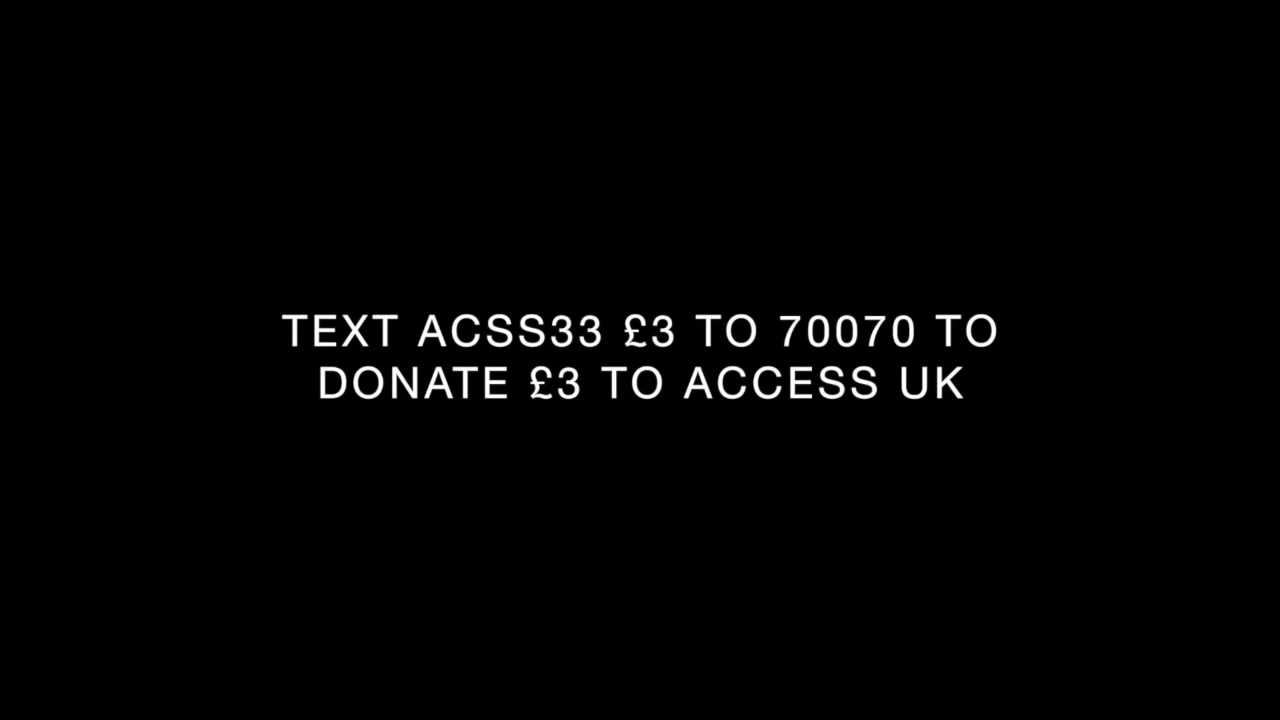 TEXT ACSS33 £3 TO 70070 TO
DONATE £3 TO ACCESS UK